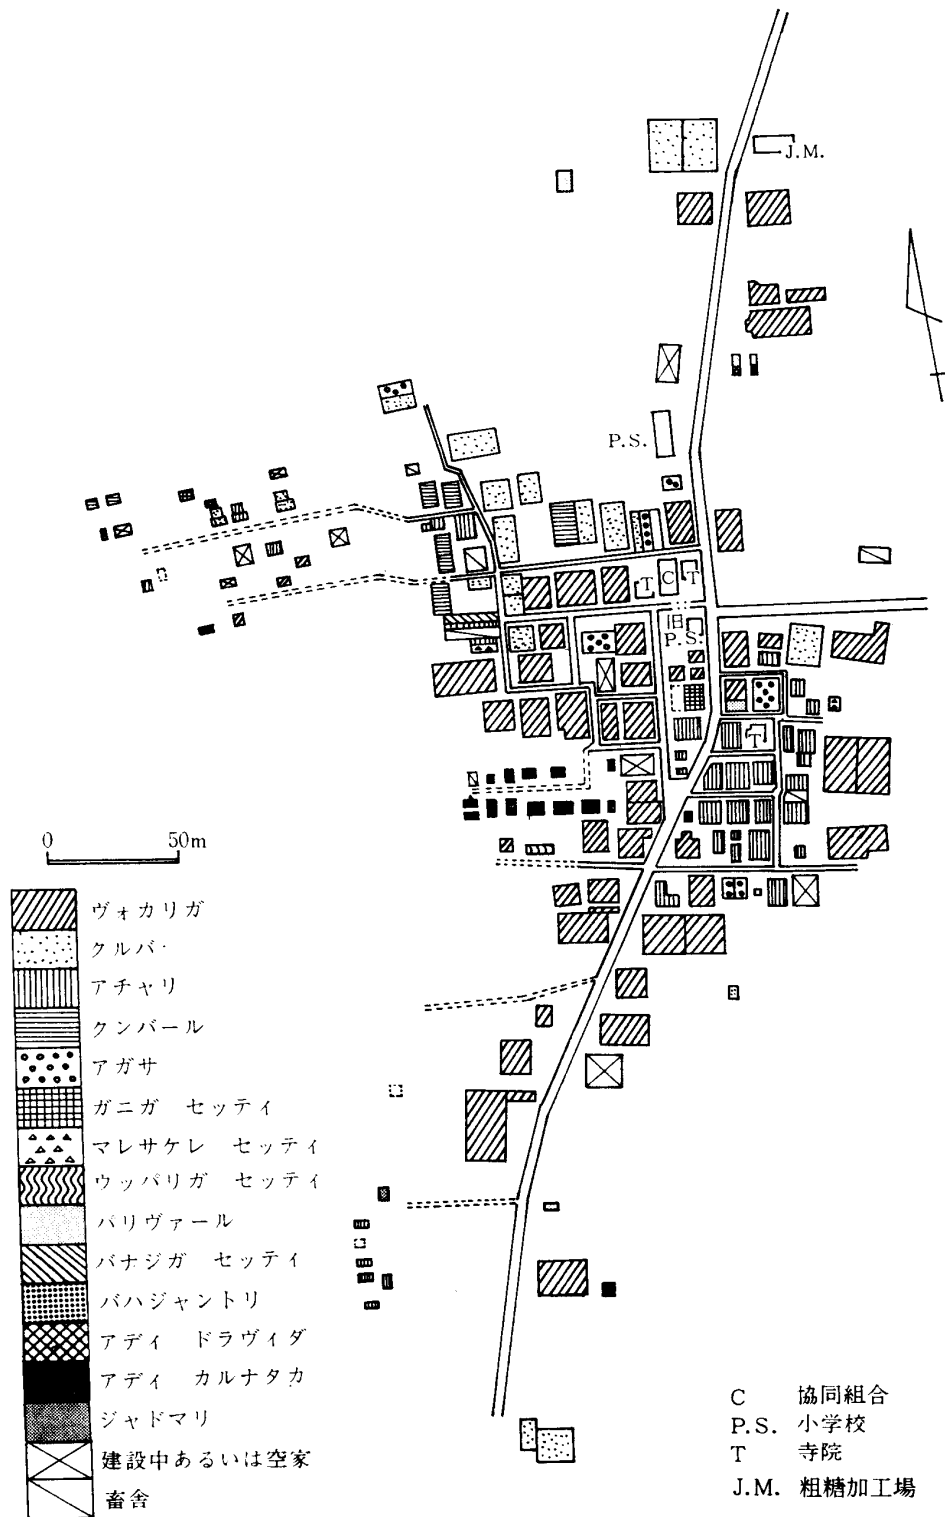 J.M.
P.S.
T
C
T
旧
P.S.
T
0 50m
ヴォカリガ
クルバ
アチャリ
クンバール
アガサ
ガニガ セッティ
マレサケレ セッティ
ウッパリガ セッティ
パリヴァール
バナジガ セッティ
バハジャントリ
アディ ドラヴィダ
アディ カルナタカ
ジャドマリ
建設中あるいは空家
畜舎
C 協同組合
P.S. 小学校
T 寺院
J.M. 粗糖加工場